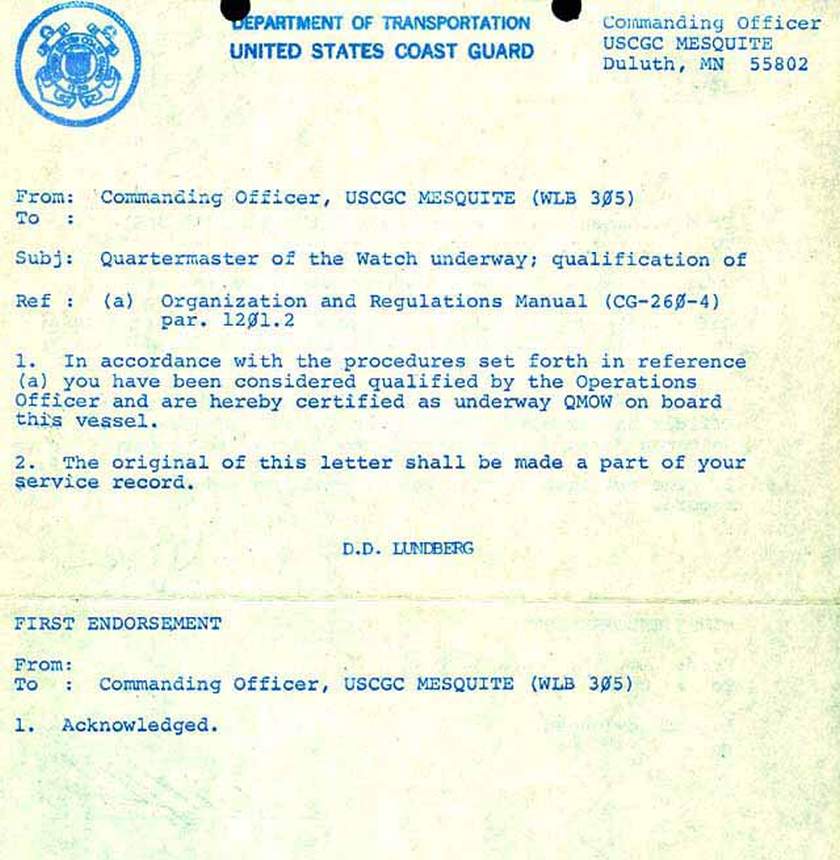 DEPARTMENT OF TRANSPORTATION
UNITED STATES COAST GUARD
Commanding Officer
USCGC MESQUITE
Duluth, MN 55802
From: Commanding Officer, USCGC MESQUITE (WLB 3Ø5)
To :
Subj: Quartermaster of the Watch underway; qualification of
Ref : (a) Organization and Regulations Manual (CG-26Ø-4)
par. 12Ø1.2
1. In accordance with the procedures set forth in reference
(a) you have been considered qualified by the Operations
Officer and are hereby certified as underway QMOW on board
this vessel.
2. The original of this letter shall be made a part of your
service record.
D.D. LUNDBERG
FIRST ENDORSEMENT
From:
To : Commanding Officer, USCGC MESQUITE (WLB 3Ø5)
1. Acknowledged.